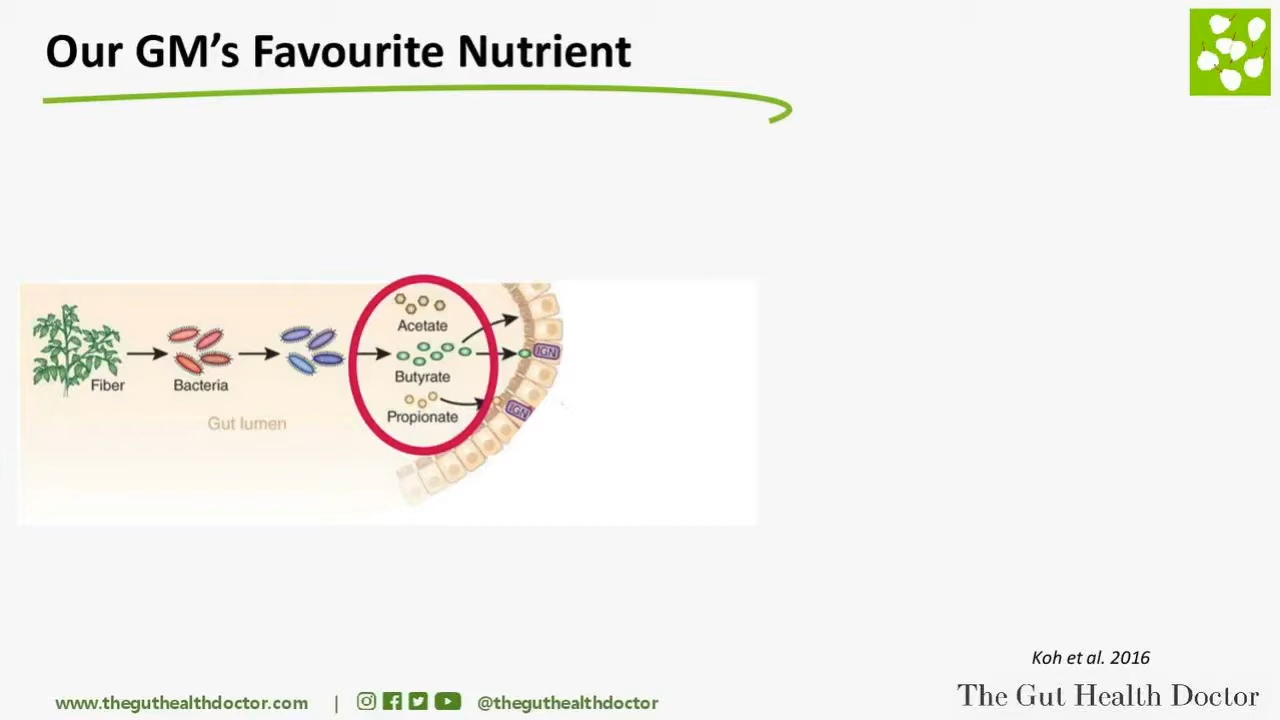 Our GM's Favourite Nutrient
Acetate
IGN
Butyrate
Fiber
Bacteria
IGN
Propionate
Gut lumen
Koh et al. 2016
www.theguthealthdoctor.com | @theguthealthdoctor
The Gut Health Doctor